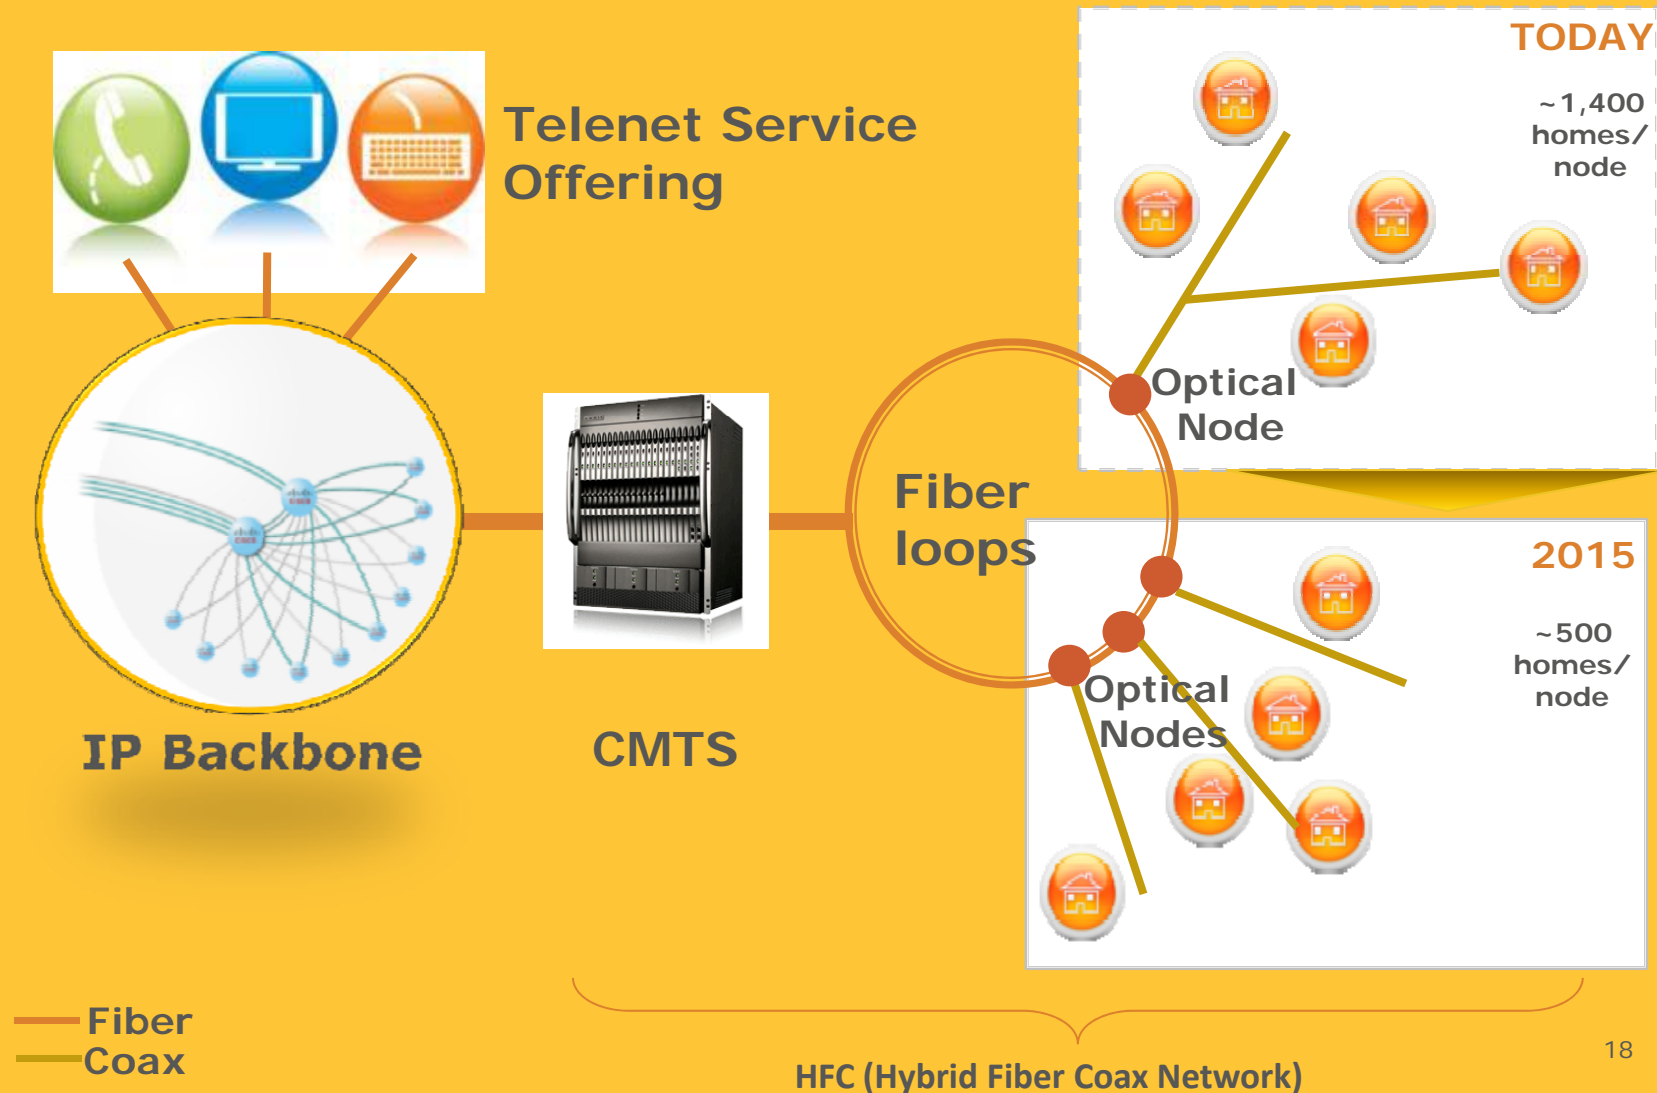 TODAY
~1,400
homes/
node
Telenet Service
Offering
Optical
Node
Fiber
loops
2015
~500
homes/
node
Optical
Nodes
IP Backbone
CMTS
Fiber
Coax
HFC (Hybrid Fiber Coax Network)
18